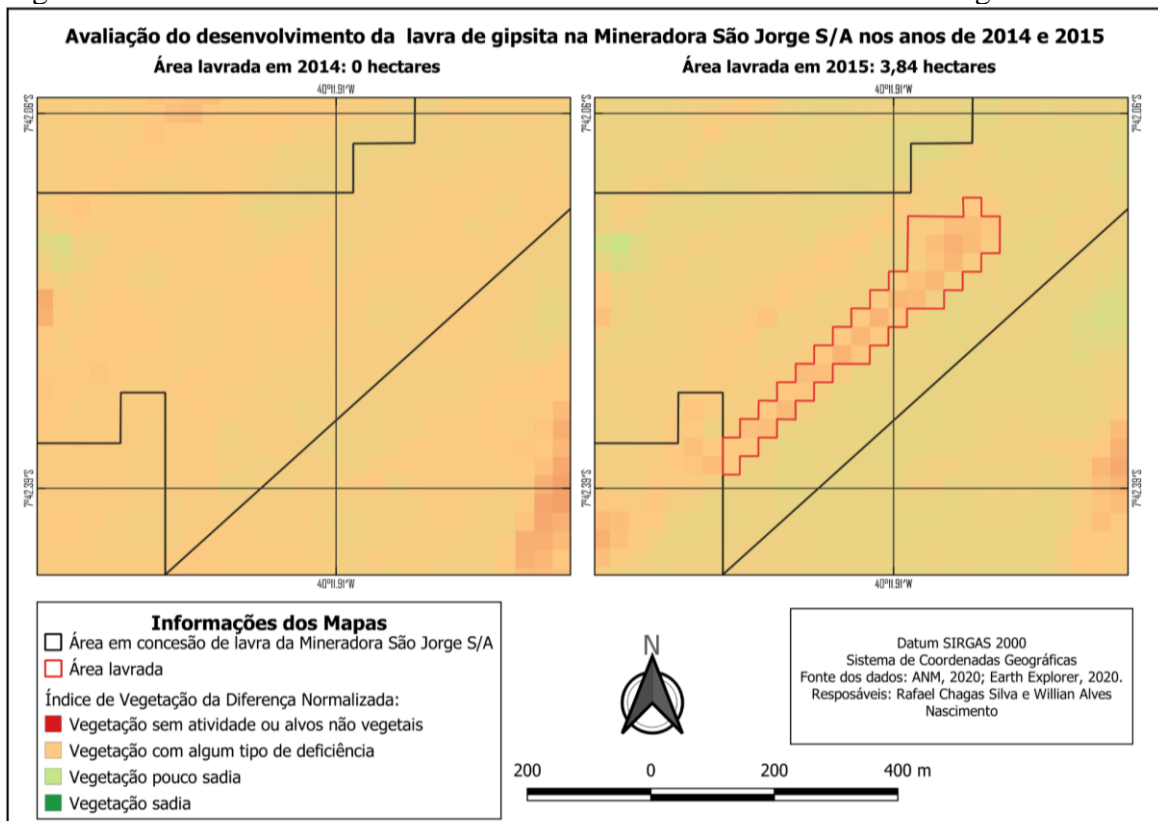 Avaliação do desenvolvimento da lavra de gipsita na Mineradora São Jorge S/A nos anos de 2014 e 2015
Área lavrada em 2014: 0 hectares
Área lavrada em 2015: 3,84 hectares
40°11.91'W
40°11.91'W
7°42.06'S
7°42.06'S
7°42.06'S
7°42.39'S
7°42.39'S
7°42.39'S
40°11.91'W
40°11.91'W
Informações dos Mapas
Área em concesão de lavra da Mineradora São Jorge S/A
Área lavrada
Índice de Vegetação da Diferença Normalizada:
Vegetação sem atividade ou alvos não vegetais
Vegetação com algum tipo de deficiência
Vegetação pouco sadia
Vegetação sadia
N
200 0 200 400 m
Datum SIRGAS 2000
Sistema de Coordenadas Geográficas
Fonte dos dados: ANM, 2020; Earth Explorer, 2020.
Resposáveis: Rafael Chagas Silva e Willian Alves
Nascimento